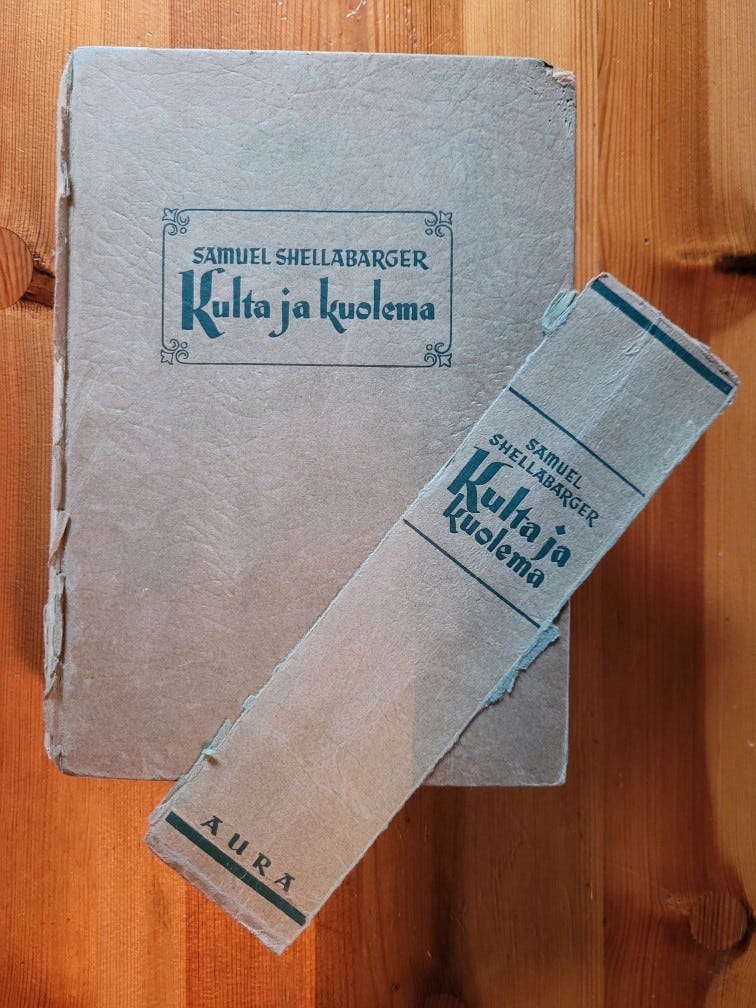 SAMUEL SHELLABARGER
Kulta ja kuolema
SAMUEL
SHELLABARGER
Kulta ja
kuolema
AURA